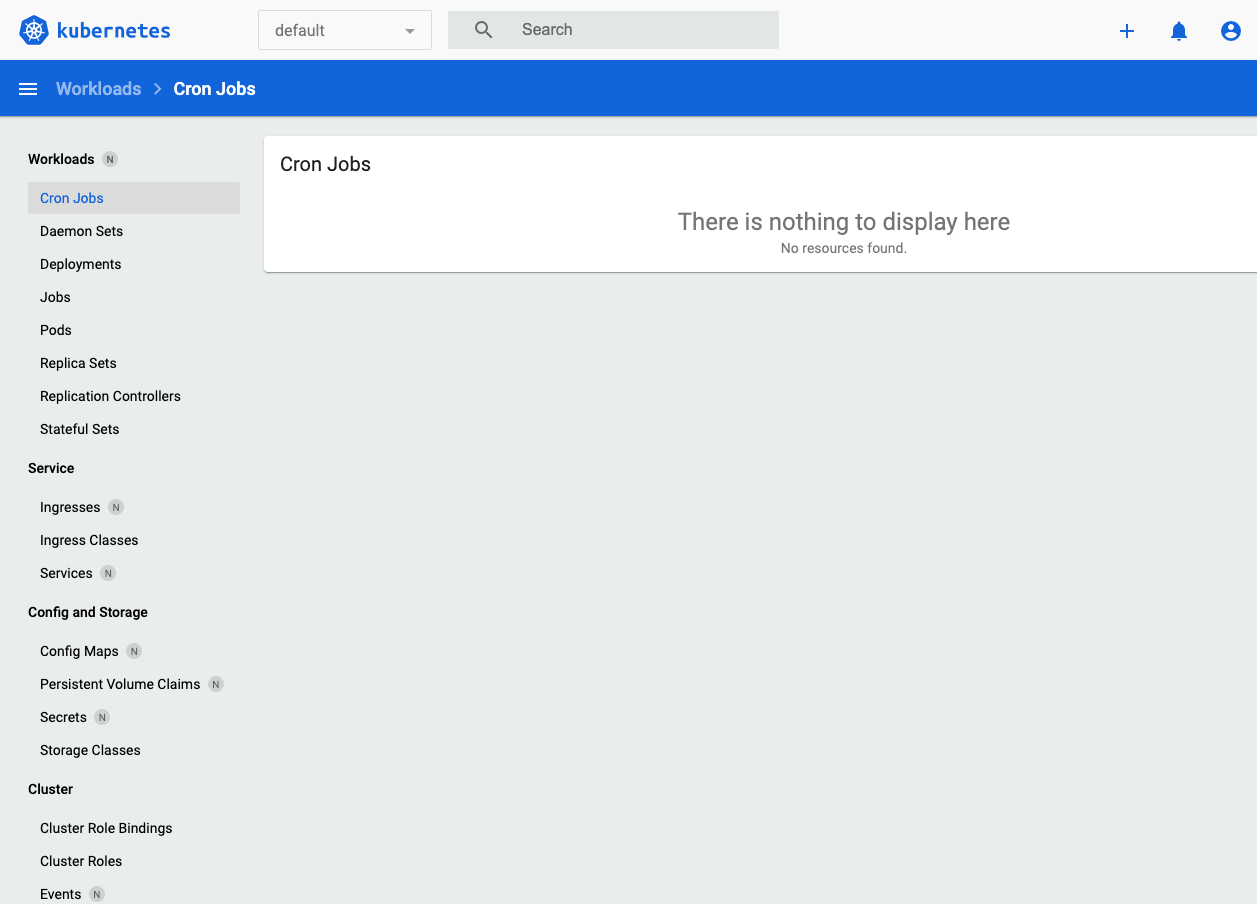 kubernetes
default
Search
Workloads > Cron Jobs
Workloads N
Cron Jobs
Daemon Sets
Deployments
Jobs
Pods
Replica Sets
Replication Controllers
Stateful Sets
Service
Ingresses N
Ingress Classes
Services N
Config and Storage
Config Maps N
Persistent Volume Claims N
Secrets N
Storage Classes
Cluster
Cluster Role Bindings
Cluster Roles
Events N
Cron Jobs
There is nothing to display here
No resources found.